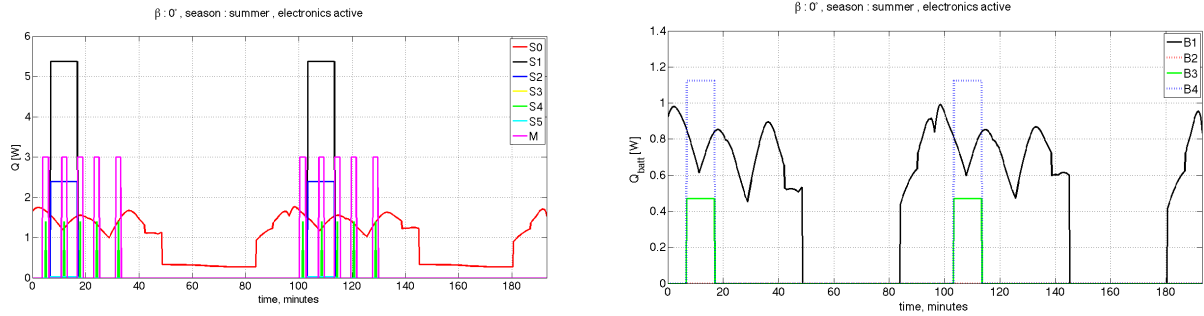 β : 0° , season : summer , electronics active
6
5
4
3
2
1
0
Q [W]
0 20 40 60 80 100 120 140 160 180
time, minutes
S0
S1
S2
S3
S4
S5
M
β : 0° , season : summer , electronics active
1.4
1.2
1
0.8
0.6
0.4
0.2
0
Q_batt [W]
0 20 40 60 80 100 120 140 160 180
time, minutes
B1
B2
B3
B4